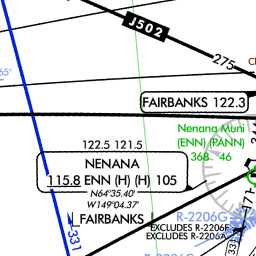 J502
275
65°
FAIRBANKS 122.3
Nenana Muni
(ENN) (PANN)
368 46
122.5 121.5
NENANA
115.8 ENN (H) (H) 105
N64°35.40'
W149°04.37'
FAIRBANKS
R-2206G
EXCLUDES R-2206F
EXCLUDES R-2206A
331
171